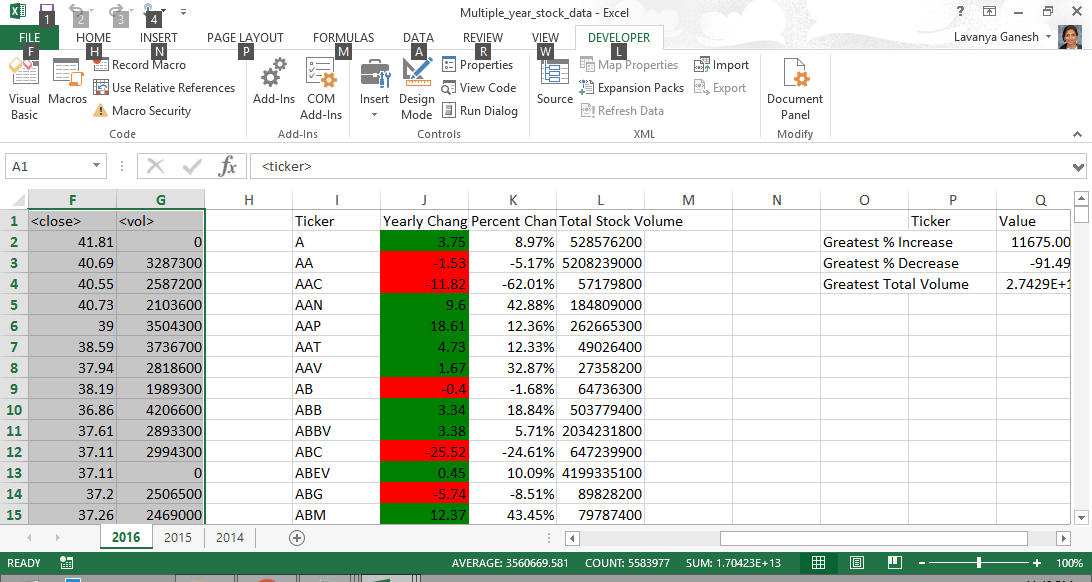 Multiple_year_stock_data - Excel
1 2 3 4
FILE HOME INSERT PAGE LAYOUT FORMULAS DATA REVIEW VIEW DEVELOPER Lavanya Ganesh
F H N P M A R W L
Visual Basic
Macros
Record Macro
Use Relative References
Macro Security
Code
Add-Ins
COM Add-Ins
Add-Ins
Insert
Design Mode
Properties
View Code
Run Dialog
Controls
Source
Map Properties
Expansion Packs
Refresh Data
Import
Export
XML
Document Panel
Modify
A1 fx <ticker>
F G H I J K L M N O P Q
1 <close> <vol> Ticker Yearly Chang Percent Chan Total Stock Volume Ticker Value
2 41.81 0 A 3.75 8.97% 528576200 Greatest % Increase 11675.00
3 40.69 3287300 AA -1.53 -5.17% 5208239000 Greatest % Decrease -91.49
4 40.55 2587200 AAC -11.82 -62.01% 57179800 Greatest Total Volume 2.7429E+1
5 40.73 2103600 AAN 9.6 42.88% 184809000
6 39 3504300 AAP 18.61 12.36% 262665300
7 38.59 3736700 AAT 4.73 12.33% 49026400
8 37.94 2818600 AAV 1.67 32.87% 27358200
9 38.19 1989300 AB -0.4 -1.68% 64736300
10 36.86 4206600 ABB 3.34 18.84% 503779400
11 37.61 2893300 ABBV 3.38 5.71% 2034231800
12 37.11 2994300 ABC -25.52 -24.61% 647239900
13 37.11 0 ABEV 0.45 10.09% 4199335100
14 37.2 2506500 ABG -5.74 -8.51% 89828200
15 37.26 2469000 ABM 12.37 43.45% 79787400
2016 2015 2014
READY AVERAGE: 3560669.581 COUNT: 5583977 SUM: 1.70423E+13 100%